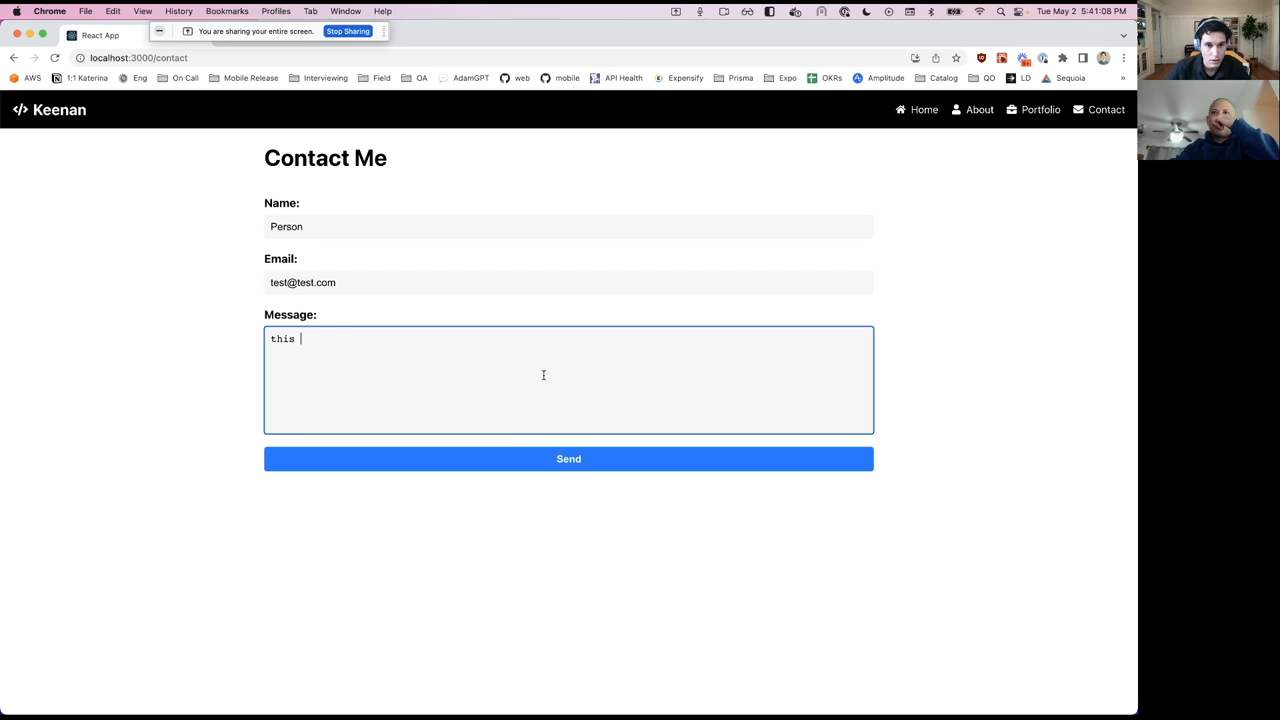 Chrome File Edit View History Bookmarks Profiles Tab Window Help Tue May 2 5:41:08 PM
React App
You are sharing your entire screen. Stop Sharing
localhost:3000/contact
AWS 1:1 Katerina Eng On Call Mobile Release Interviewing Field OA AdamGPT web mobile API Health Expensify Prisma Expo OKRs Amplitude Catalog QO LD Sequoia »
</> Keenan Home About Portfolio Contact
Contact Me
Name:
Person
Email:
test@test.com
Message:
this
Send